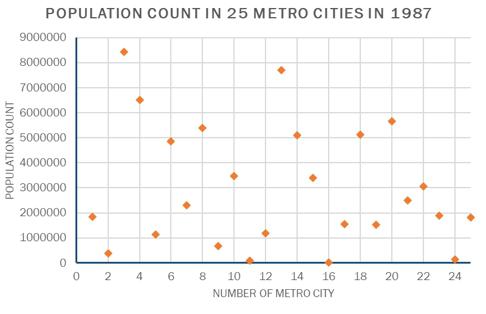 POPULATION COUNT IN 25 METRO CITIES IN 1987
9000000
8000000
7000000
6000000
5000000
4000000
3000000
2000000
1000000
0
POPULATION COUNT
0 2 4 6 8 10 12 14 16 18 20 22 24
NUMBER OF METRO CITY